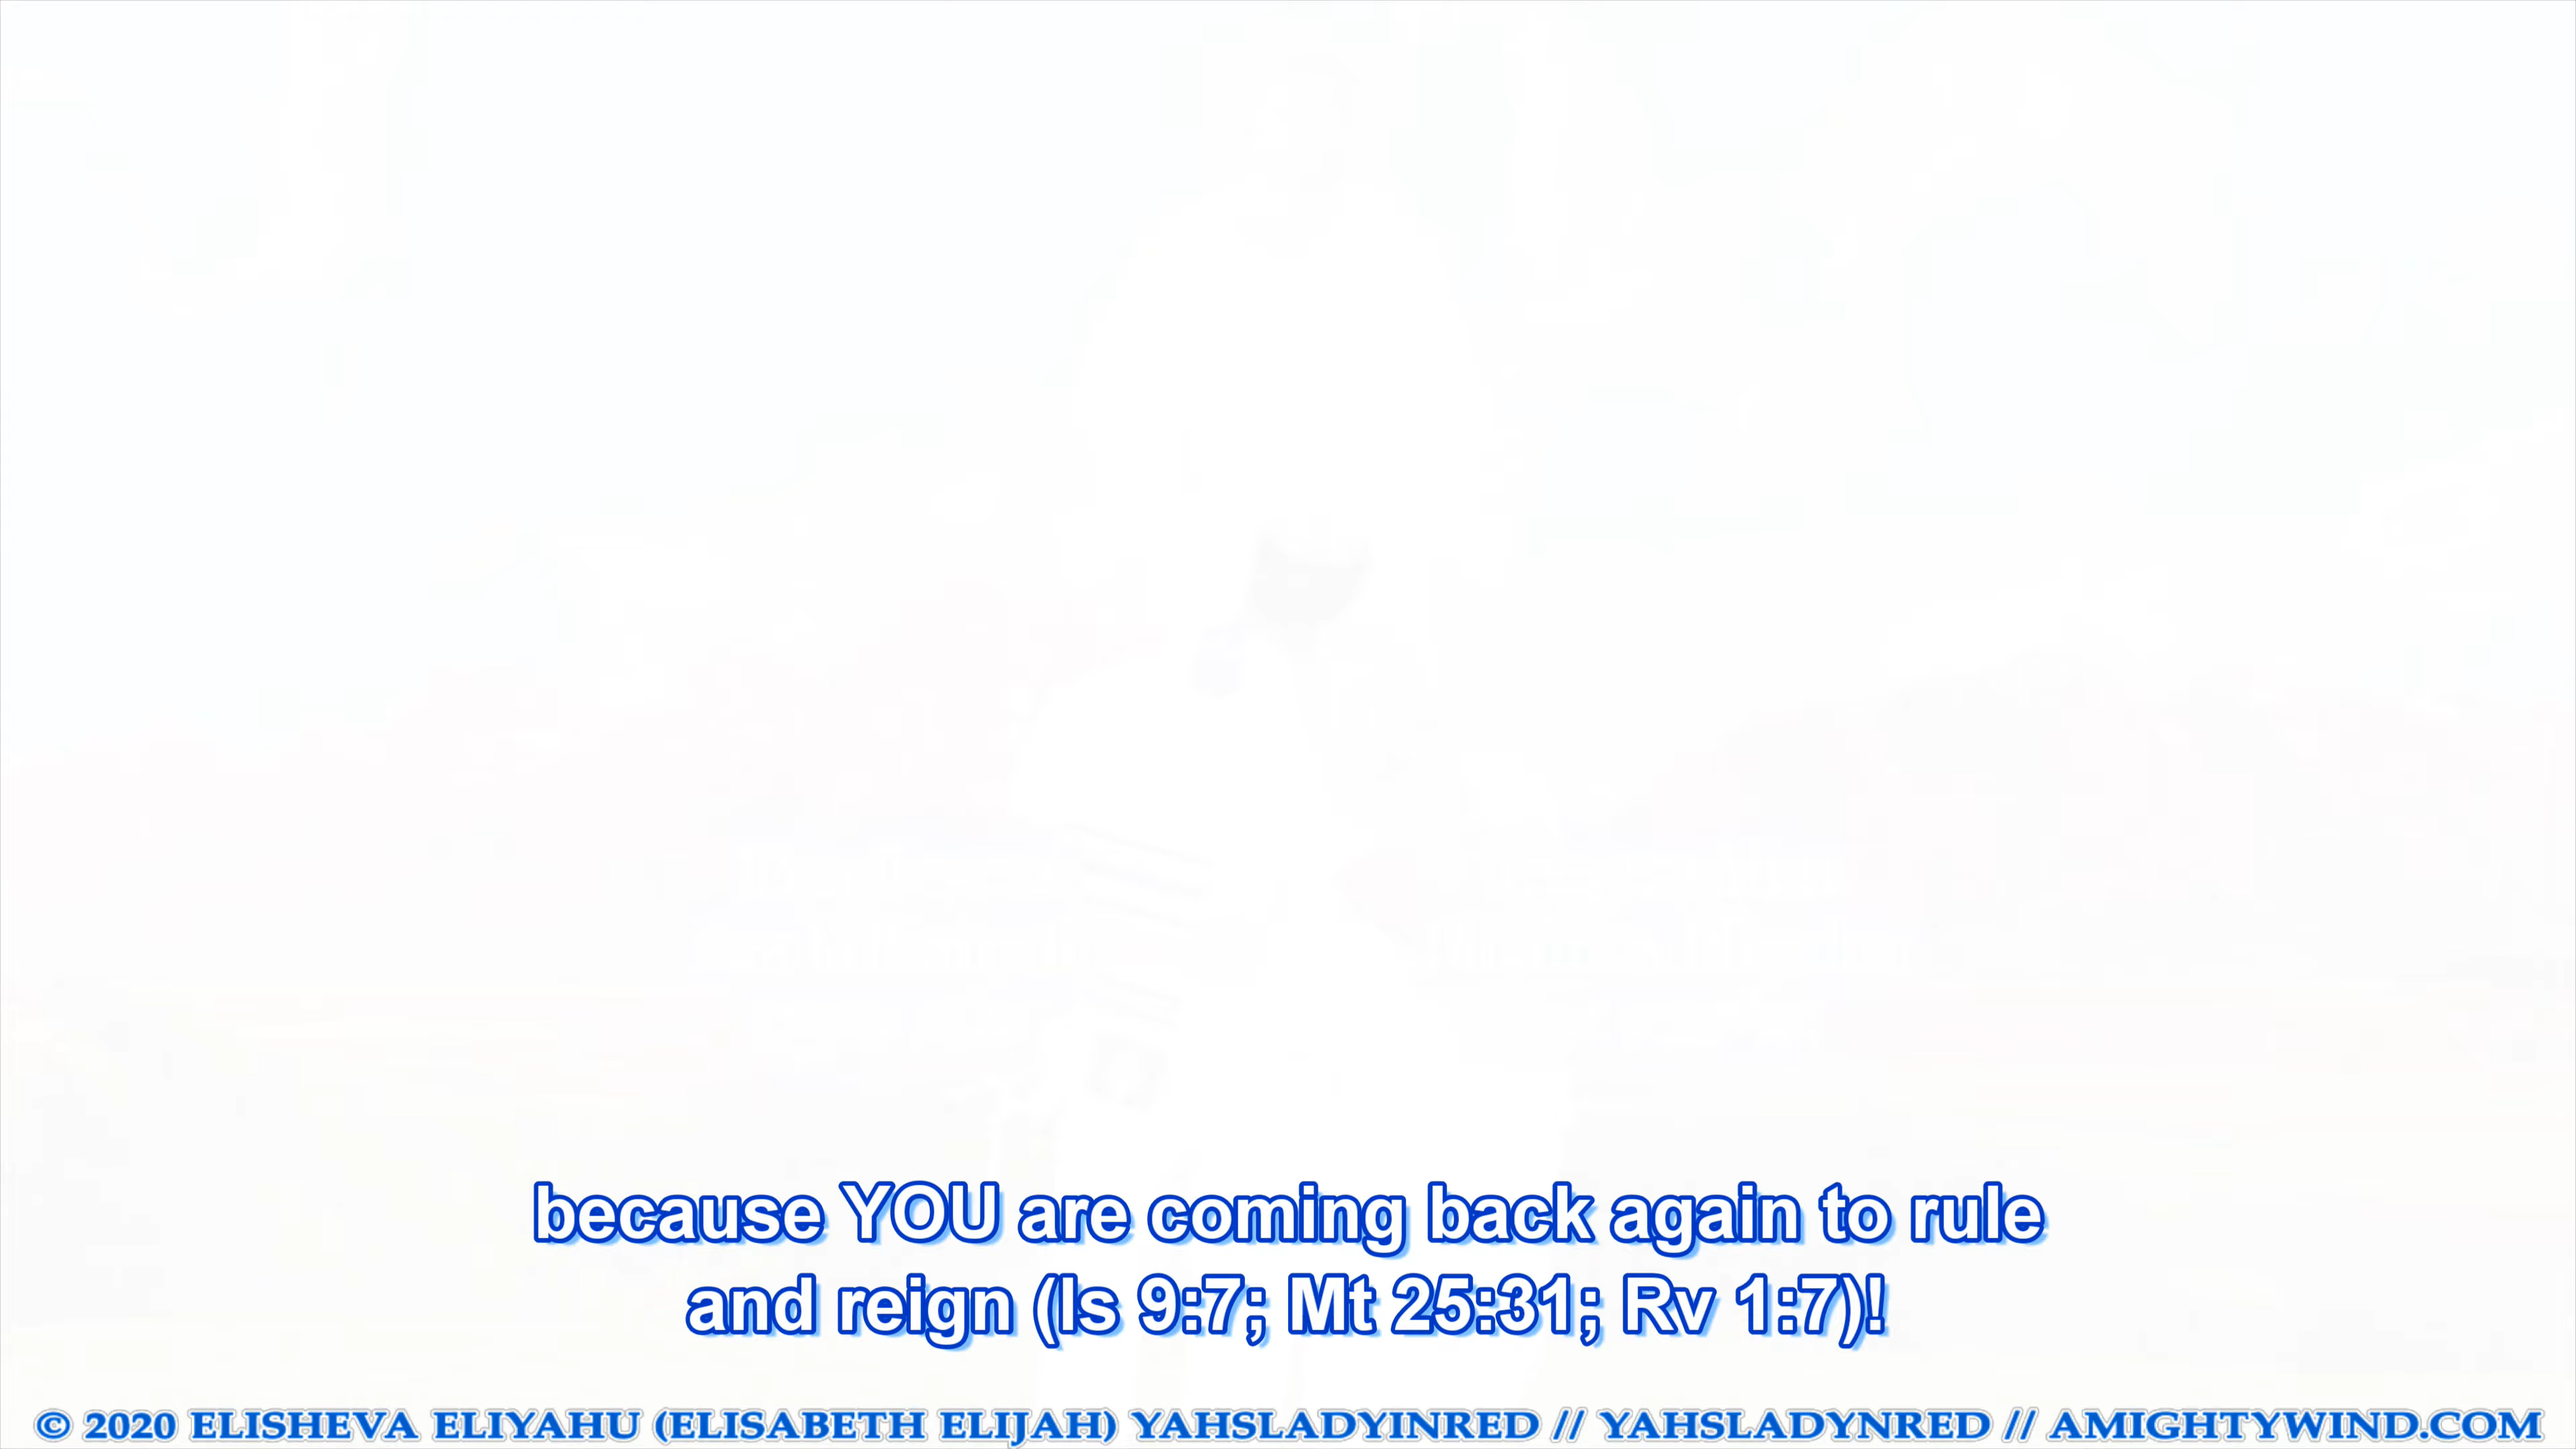 because YOU are coming back again to rule
and reign (Is 9:7; Mt 25:31; Rv 1:7)!
© 2020 ELISHEVA ELIYAHU (ELISABETH ELIJAH) YAHSLADYINRED // YAHSLADYNRED // AMIGHTYWIND.COM